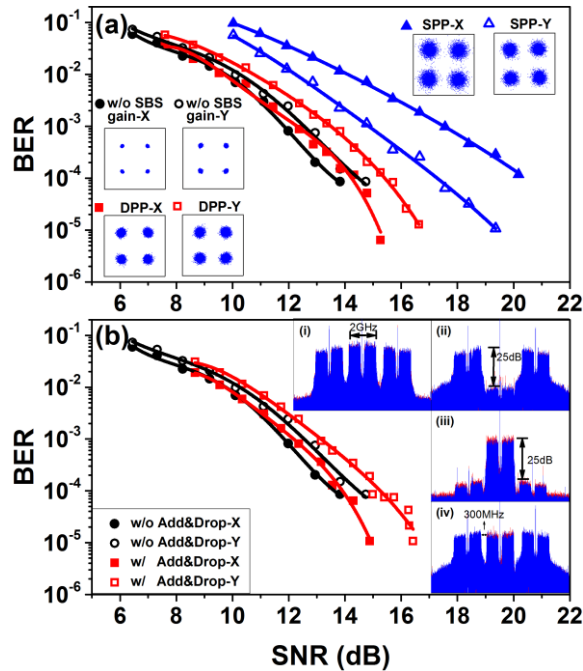 (a)
SPP-X
SPP-Y
w/o SBS gain-X
w/o SBS gain-Y
DPP-X
DPP-Y
BER
10^-1
10^-2
10^-3
10^-4
10^-5
10^-6
6 8 10 12 14 16 18 20 22
(b)
(i)
2GHz
(ii)
25dB
(iii)
25dB
(iv)
300MHz
w/o Add&Drop-X
w/o Add&Drop-Y
w/ Add&Drop-X
w/ Add&Drop-Y
BER
10^-1
10^-2
10^-3
10^-4
10^-5
10^-6
6 8 10 12 14 16 18 20 22
SNR (dB)